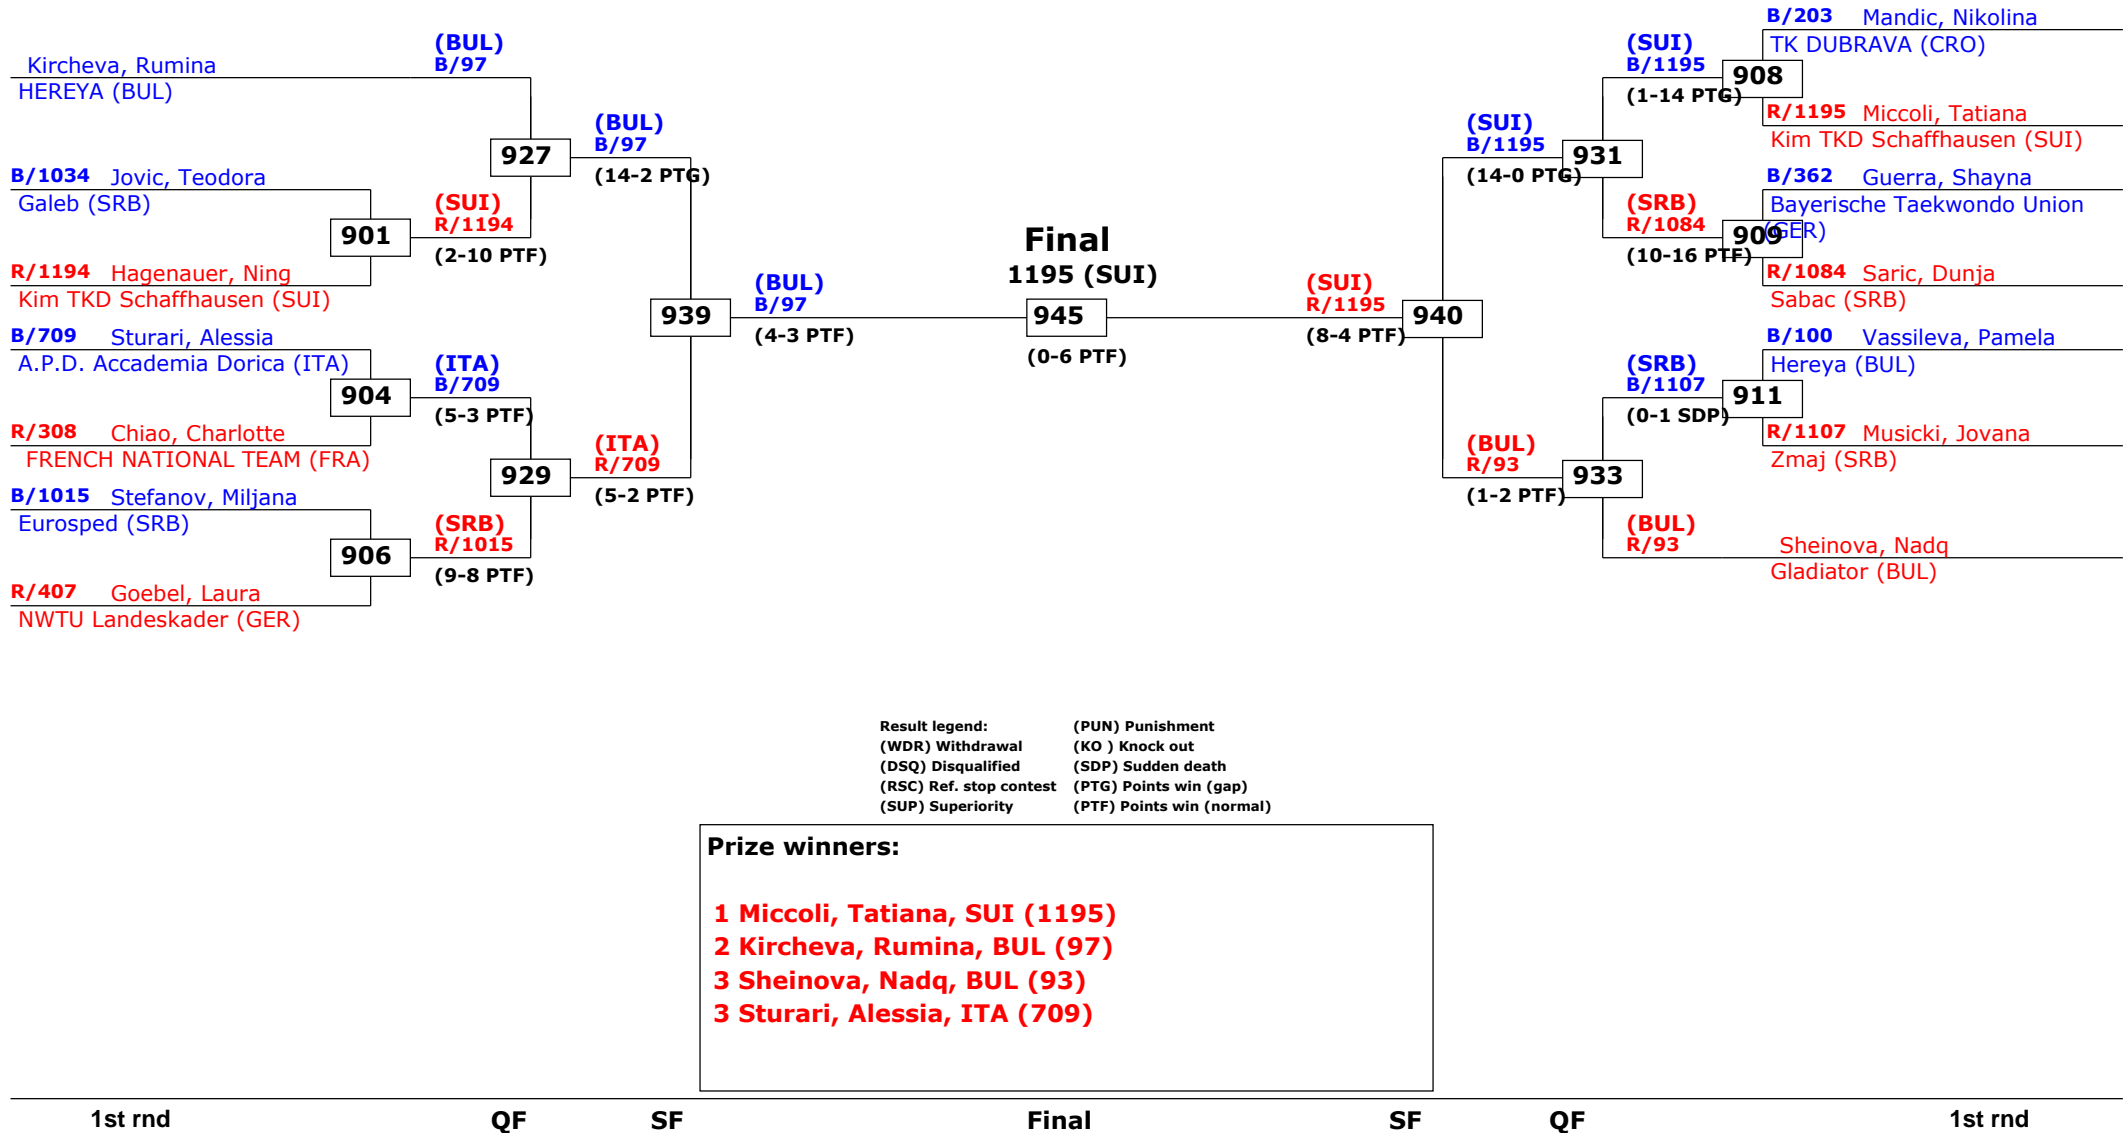 (BUL)
Kircheva, Rumina
B/97
HEREYA (BUL)
(BUL)
B/97
927
(14-2 PTG)
B/1034 Jovic, Teodora
Galeb (SRB)
(SUI)
R/1194
901
(2-10 PTF)
R/1194 Hagenauer, Ning
Kim TKD Schaffhausen (SUI)
(BUL)
B/97
939
(4-3 PTF)
B/709 Sturari, Alessia
A.P.D. Accademia Dorica (ITA)
(ITA)
B/709
904
(5-3 PTF)
R/308 Chiao, Charlotte
FRENCH NATIONAL TEAM (FRA)
(ITA)
R/709
929
(5-2 PTF)
B/1015 Stefanov, Miljana
Eurosped (SRB)
(SRB)
R/1015
906
(9-8 PTF)
R/407 Goebel, Laura
NWTU Landeskader (GER)
Final
1195 (SUI)
945
(0-6 PTF)
B/203 Mandic, Nikolina
TK DUBRAVA (CRO)
(SUI)
B/1195
908
(1-14 PTG)
R/1195 Miccoli, Tatiana
Kim TKD Schaffhausen (SUI)
(SUI)
B/1195
931
(14-0 PTG)
B/362 Guerra, Shayna
Bayerische Taekwondo Union
(GER)
(SRB)
R/1084
909
(10-16 PTF)
R/1084 Saric, Dunja
Sabac (SRB)
(SUI)
R/1195
940
(8-4 PTF)
B/100 Vassileva, Pamela
Hereya (BUL)
(SRB)
B/1107
911
(0-1 SDP)
R/1107 Musicki, Jovana
Zmaj (SRB)
(BUL)
R/93
933
(1-2 PTF)
(BUL)
R/93
Sheinova, Nadq
Gladiator (BUL)
Result legend: (PUN) Punishment
(WDR) Withdrawal (KO ) Knock out
(DSQ) Disqualified (SDP) Sudden death
(RSC) Ref. stop contest (PTG) Points win (gap)
(SUP) Superiority (PTF) Points win (normal)
Prize winners:
1 Miccoli, Tatiana, SUI (1195)
2 Kircheva, Rumina, BUL (97)
3 Sheinova, Nadq, BUL (93)
3 Sturari, Alessia, ITA (709)
1st rnd QF SF Final SF QF 1st rnd